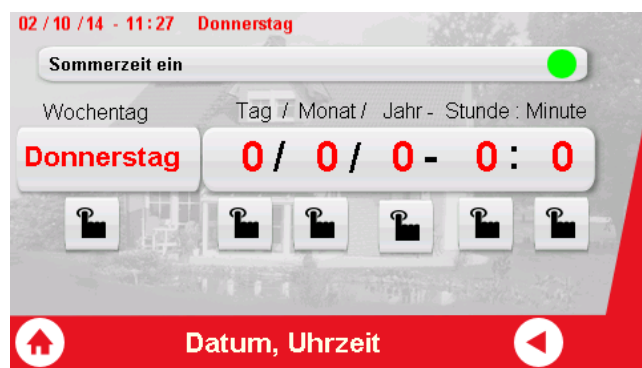 02 / 10 / 14 - 11:27 Donnerstag
Sommerzeit ein
Wochentag Tag / Monat / Jahr - Stunde : Minute
Donnerstag 0 / 0 / 0 - 0 : 0
Datum, Uhrzeit